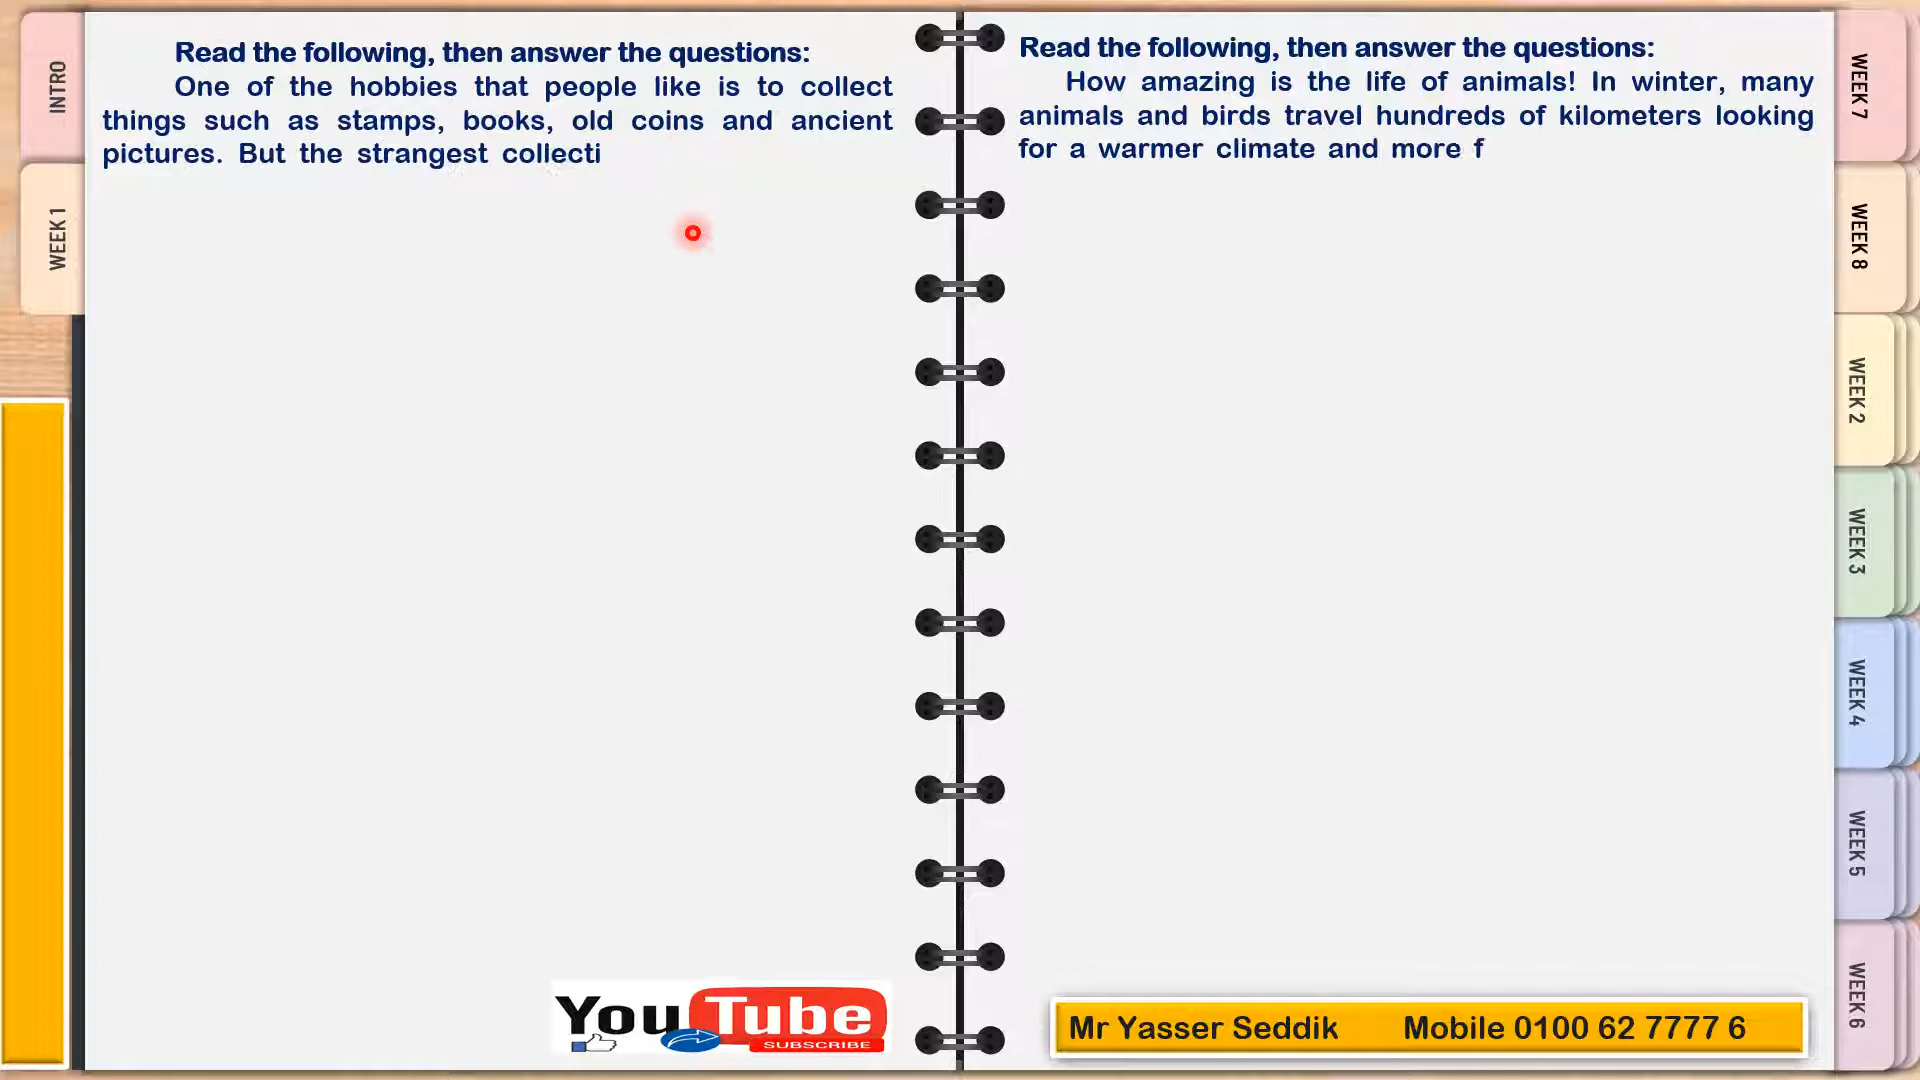 INTRO
WEEK 1
Read the following, then answer the questions:
One of the hobbies that people like is to collect
things such as stamps, books, old coins and ancient
pictures. But the strangest collecti
Read the following, then answer the questions:
How amazing is the life of animals! In winter, many
animals and birds travel hundreds of kilometers looking
for a warmer climate and more f
WEEK 7
WEEK 8
WEEK 2
WEEK 3
WEEK 4
WEEK 5
WEEK 6
YouTube
SUBSCRIBE
Mr Yasser Seddik Mobile 0100 62 7777 6